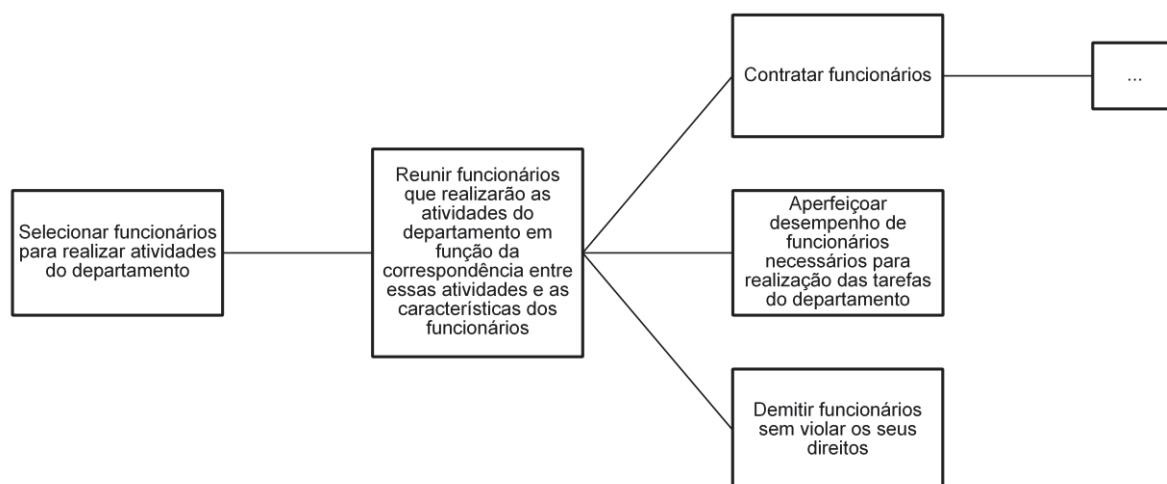 Selecionar funcionários
para realizar atividades
do departamento
Reunir funcionários
que realizarão as
atividades do
departamento em
função da
correspondência entre
essas atividades e as
características dos
funcionários
Contratar funcionários
...
Aperfeiçoar
desempenho de
funcionários
necessários para
realização das tarefas
do departamento
Demitir funcionários
sem violar os seus
direitos